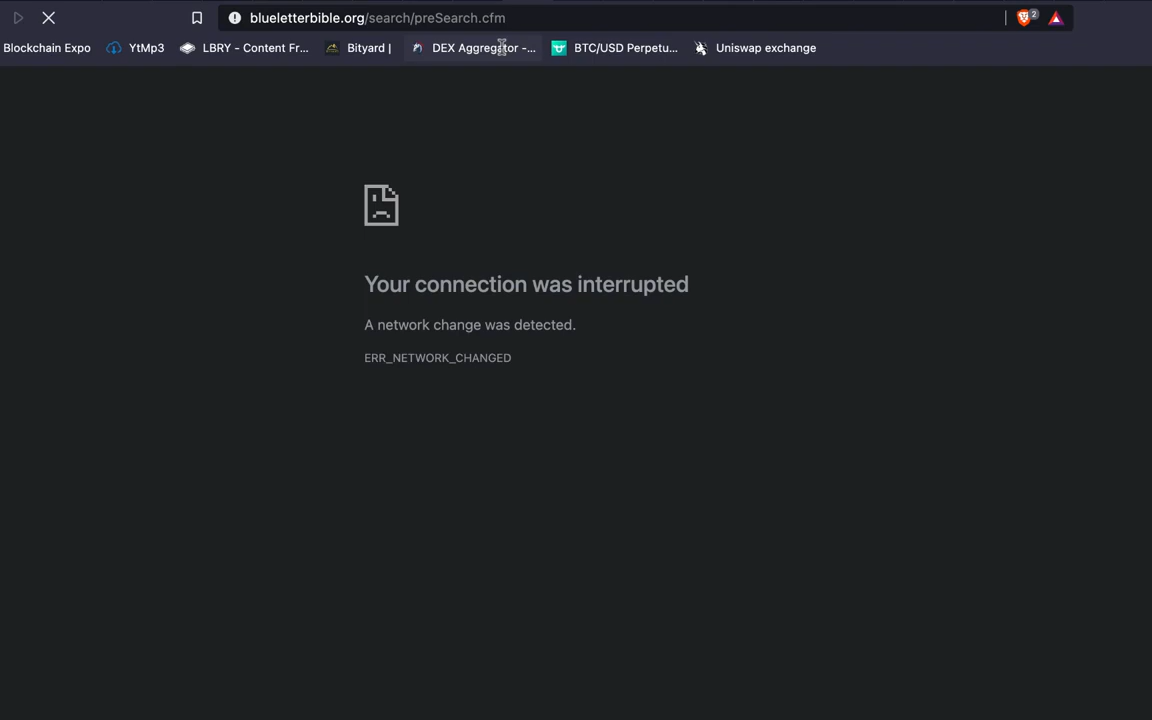 blueletterbible.org/search/preSearch.cfm
2
Blockchain Expo YtMp3 LBRY - Content Fr... Bityard | DEX Aggregator -... BTC/USD Perpetu... Uniswap exchange
Your connection was interrupted
A network change was detected.
ERR_NETWORK_CHANGED